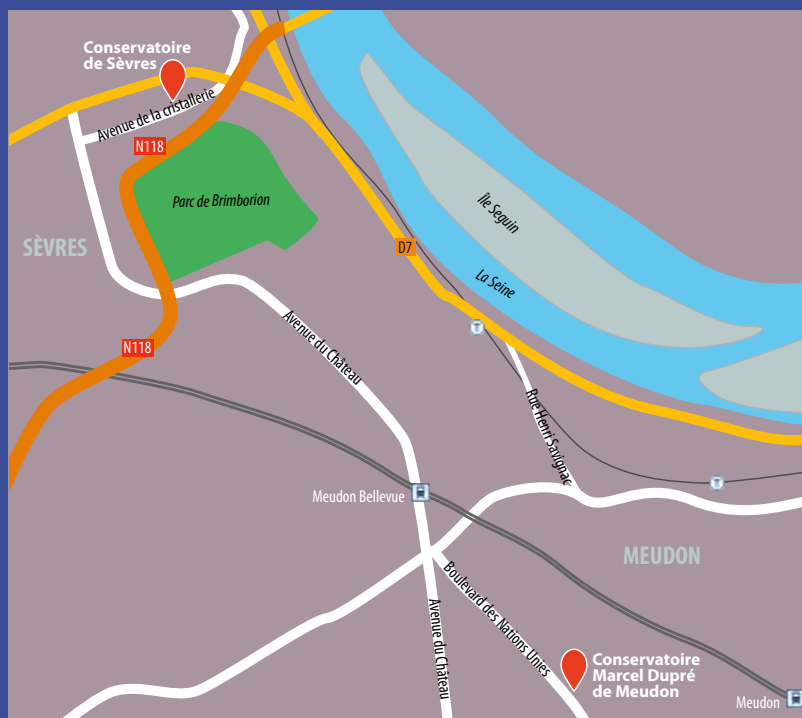 Conservatoire
de Sèvres
Avenue de la cristallerie
N118
Parc de Brimborion
Île Seguin
SÈVRES
D7
La Seine
Avenue du Château
N118
Rue Henri Savignac
Meudon Bellevue
T
T
MEUDON
Boulevard des Nations Unies
Avenue du Château
Conservatoire
Marcel Dupré
de Meudon
Meudon